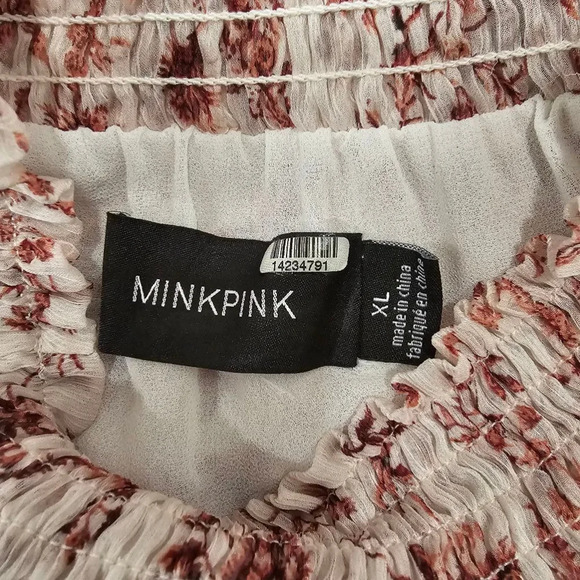 14234791
MINKPINK
XL
made in china
fabriqué en chine